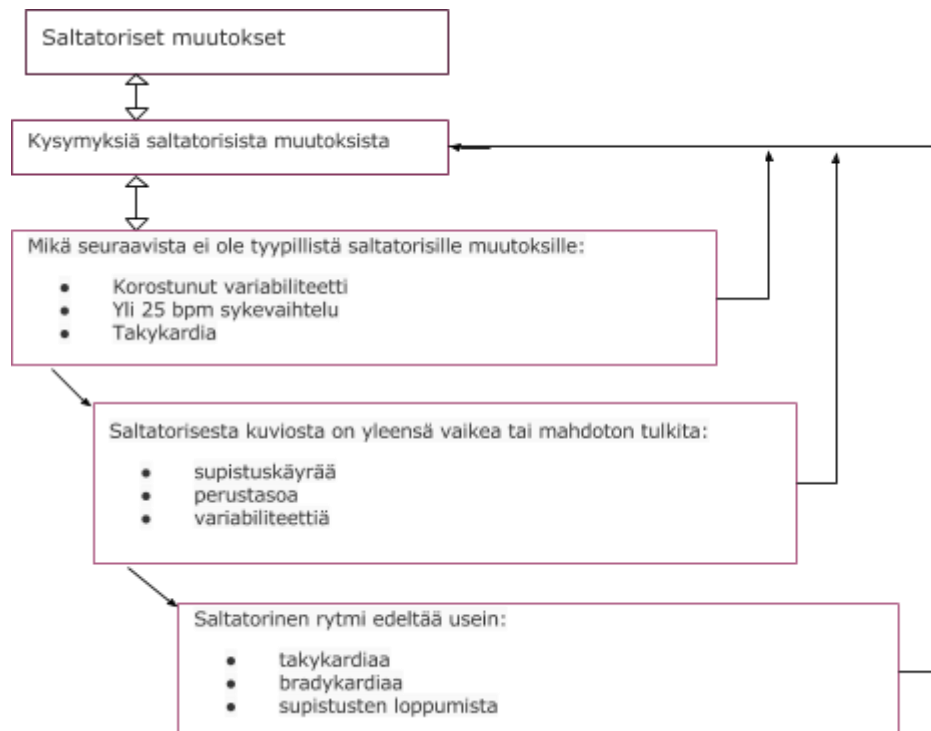 Saltatoriset muutokset
Kysymyksiä saltatorisista muutoksista
Mikä seuraavista ei ole tyypillistä saltatorisille muutoksille:
● Korostunut variabiliteetti
● Yli 25 bpm sykevaihtelu
● Takykardia
Saltatorisesta kuviosta on yleensä vaikea tai mahdoton tulkita:
● supistuskäyrää
● perustasoa
● variabiliteettiä
Saltatorinen rytmi edeltää usein:
● takykardiaa
● bradykardiaa
● supistusten loppumista